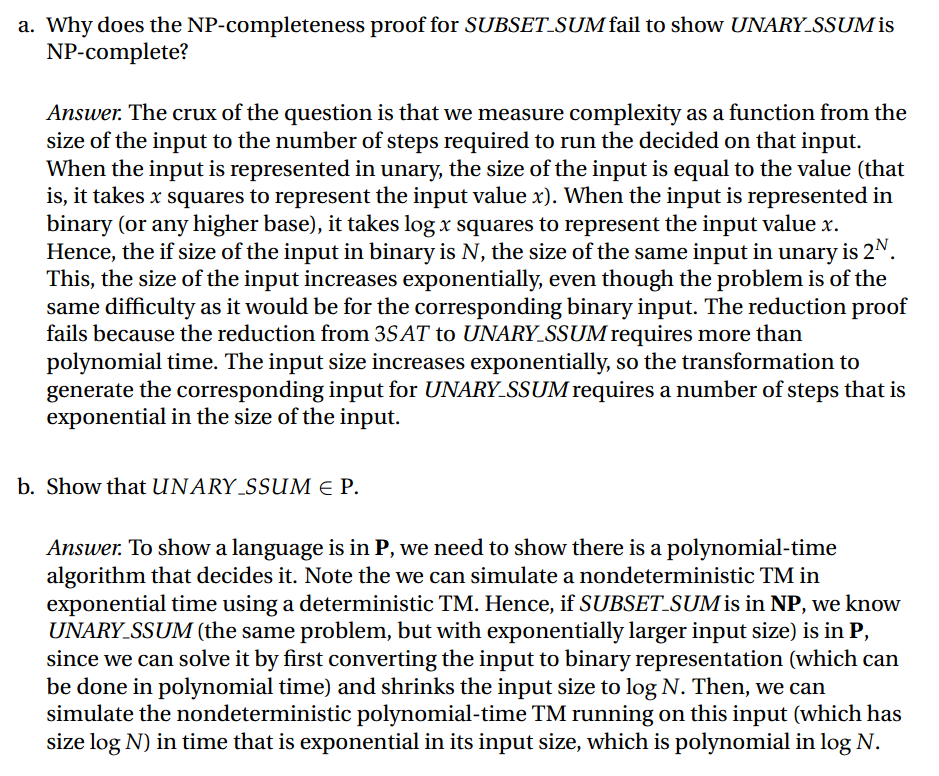 a. Why does the NP-completeness proof for SUBSET_SUM fail to show UNARY_SSUM is
NP-complete?
Answer. The crux of the question is that we measure complexity as a function from the
size of the input to the number of steps required to run the decided on that input.
When the input is represented in unary, the size of the input is equal to the value (that
is, it takes x squares to represent the input value x). When the input is represented in
binary (or any higher base), it takes log x squares to represent the input value x.
Hence, the if size of the input in binary is N, the size of the same input in unary is 2^N.
This, the size of the input increases exponentially, even though the problem is of the
same difficulty as it would be for the corresponding binary input. The reduction proof
fails because the reduction from 3SAT to UNARY_SSUM requires more than
polynomial time. The input size increases exponentially, so the transformation to
generate the corresponding input for UNARY_SSUM requires a number of steps that is
exponential in the size of the input.
b. Show that UNARY_SSUM ∈ P.
Answer. To show a language is in P, we need to show there is a polynomial-time
algorithm that decides it. Note the we can simulate a nondeterministic TM in
exponential time using a deterministic TM. Hence, if SUBSET_SUM is in NP, we know
UNARY_SSUM (the same problem, but with exponentially larger input size) is in P,
since we can solve it by first converting the input to binary representation (which can
be done in polynomial time) and shrinks the input size to log N. Then, we can
simulate the nondeterministic polynomial-time TM running on this input (which has
size log N) in time that is exponential in its input size, which is polynomial in log N.